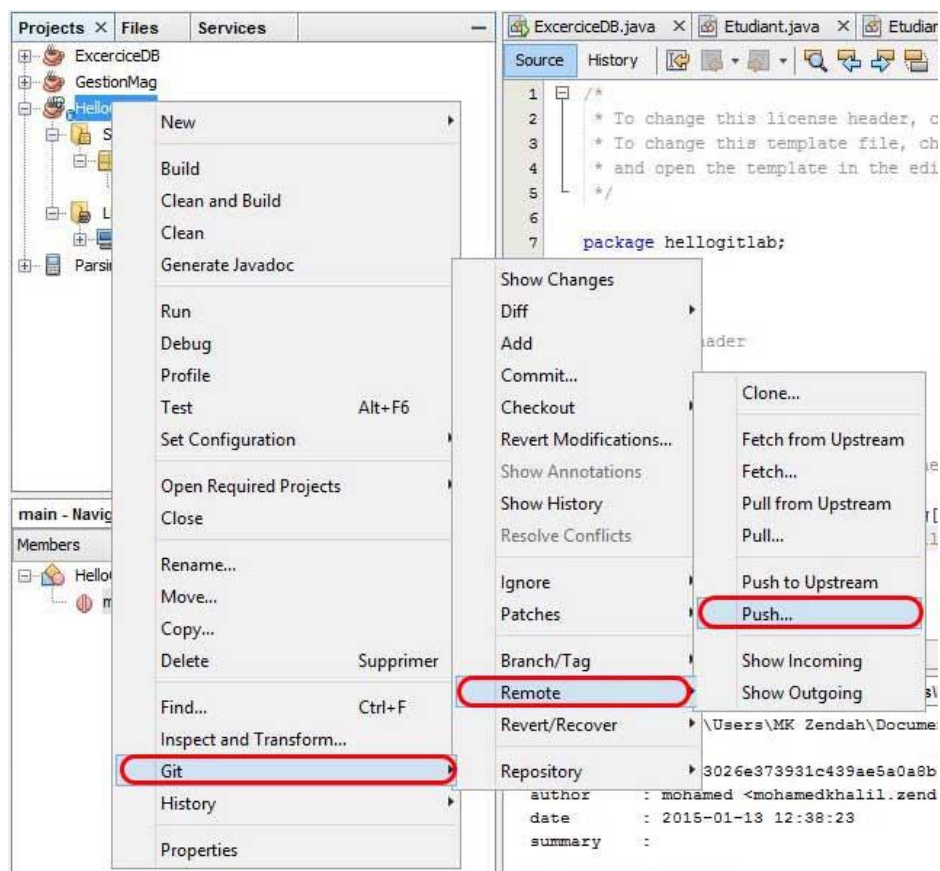 Projects Files Services
ExcerciceDB
GestionMag
Parsin
main - Navig
Members
New
Build
Clean and Build
Clean
Generate Javadoc
Run
Debug
Profile
Test Alt+F6
Set Configuration
Open Required Projects
Close
Rename...
Move...
Copy...
Delete Supprimer
Find... Ctrl+F
Inspect and Transform...
Git
History
Properties
Show Changes
Diff
Add
Commit...
Checkout
Revert Modifications...
Show Annotations
Show History
Resolve Conflicts
Ignore
Patches
Branch/Tag
Remote
Revert/Recover
Repository
Clone...
Fetch from Upstream
Fetch...
Pull from Upstream
Pull...
Push to Upstream
Push...
Show Incoming
Show Outgoing
ExcerciceDB.java Etudiant.java Etudian
Source History
1 /*
2 * To change this license header, c
3 * To change this template file, ch
4 * and open the template in the edi
5 */
6
7 package hellogitlab;
\Users\MK Zendah\Docume
3026e373931c439ae5a0a8b
author : mohamed <mohamedkhalil.zend
date : 2015-01-13 12:38:23
summary :